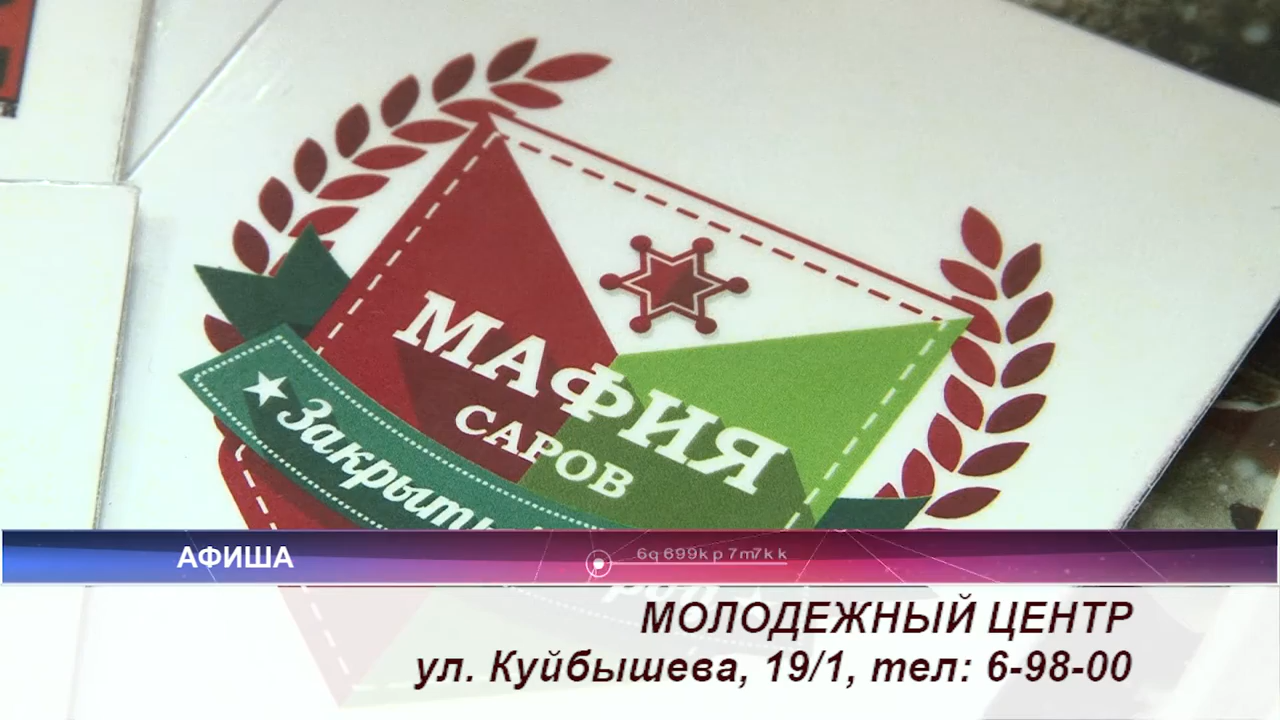 МАФИЯ
САРОВ
АФИША
6q699kp7m7kk
МОЛОДЕЖНЫЙ ЦЕНТР
ул. Куйбышева, 19/1, тел: 6-98-00